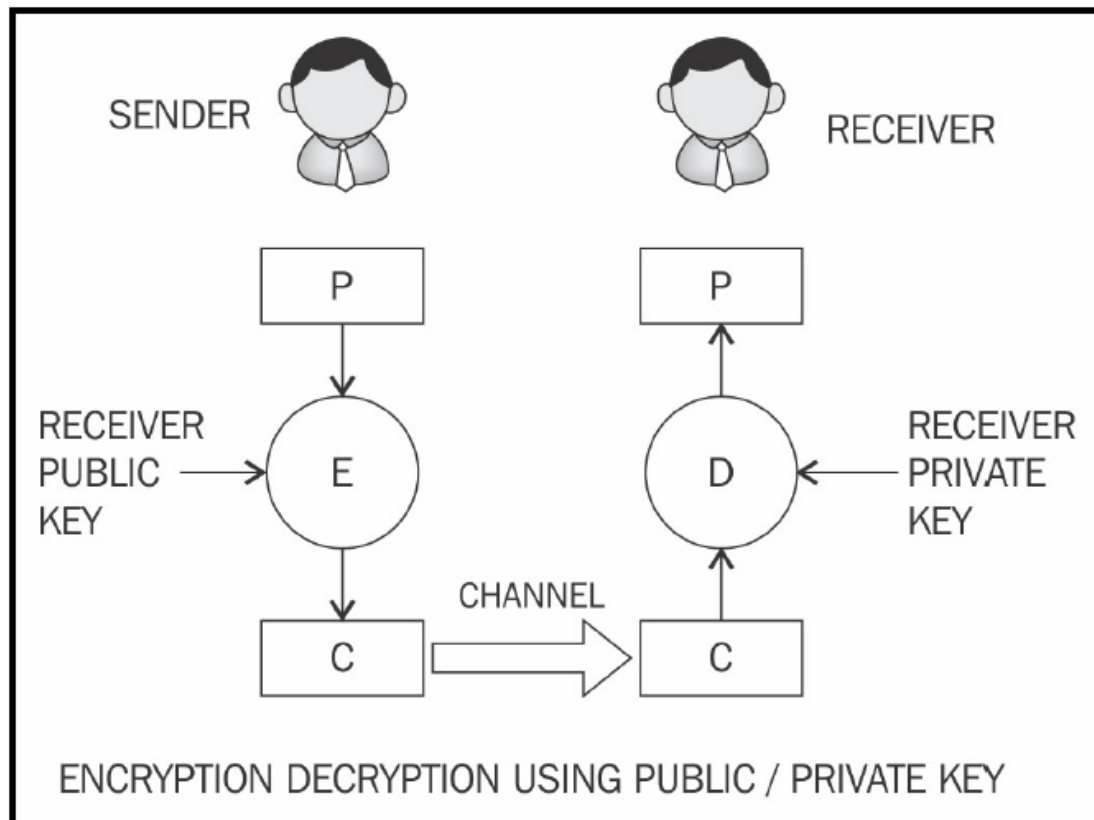 SENDER
RECEIVER
P
P
RECEIVER
PUBLIC
KEY
E
D
RECEIVER
PRIVATE
KEY
CHANNEL
C
C
ENCRYPTION DECRYPTION USING PUBLIC / PRIVATE KEY